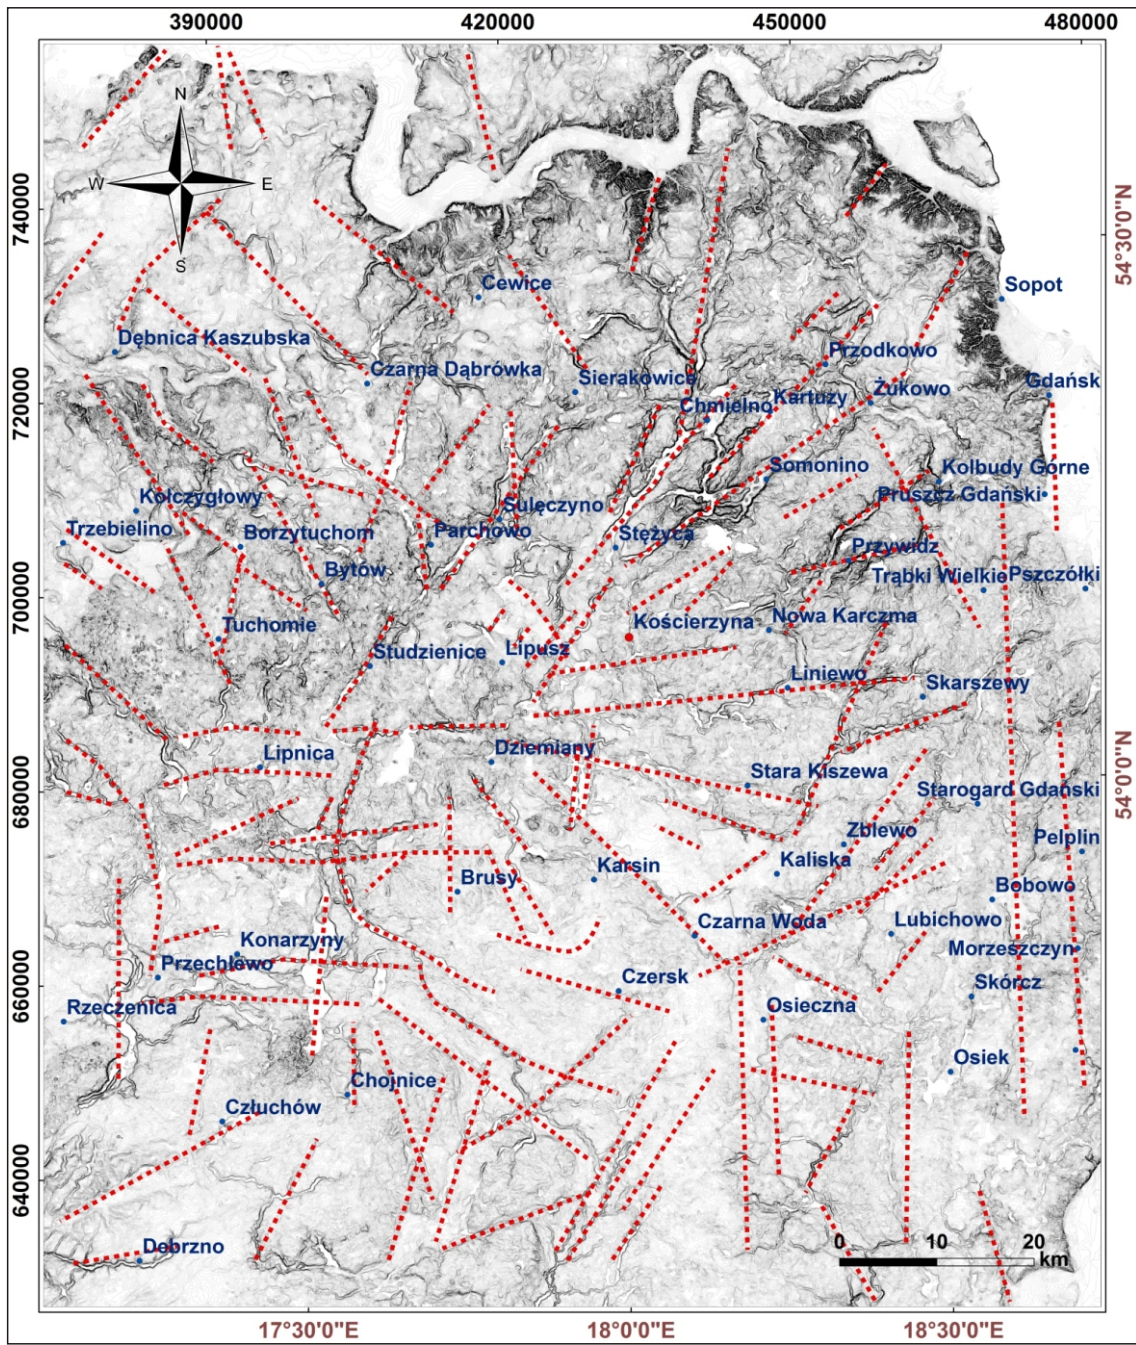 390000 420000 450000 480000
N
W E
S
740000
720000
700000
680000
660000
640000
54°30'0"N
54°0'0"N
Cewice
Sopot
Dębnica Kaszubska
Przodkowo
Czarna Dąbrówka
Sierakowice
Gdańsk
Żukowo
Kartuzy
Chmielno
Somonino
Kolbudy Górne
Kołczygłowy
Pruszcz Gdański
Sulęczyno
Trzebielino
Borzytuchom
Parchowo
Stężyca
Przywidz
Bytów
Trąbki Wielkie
Pszczółki
Tuchomie
Kościerzyna
Nowa Karczma
Studzienice
Lipusz
Liniewo
Skarszewy
Lipnica
Dziemiany
Stara Kiszewa
Starogard Gdański
Zblewo
Pelplin
Kaliska
Brusy
Karsin
Bobowo
Czarna Woda
Lubichowo
Konarzyny
Morzeszczyn
Przechlewo
Czersk
Skórcz
Rzeczenica
Osieczna
Osiek
Chojnice
Człuchów
Dobrzno
0 10 20
km
17°30'0"E 18°0'0"E 18°30'0"E